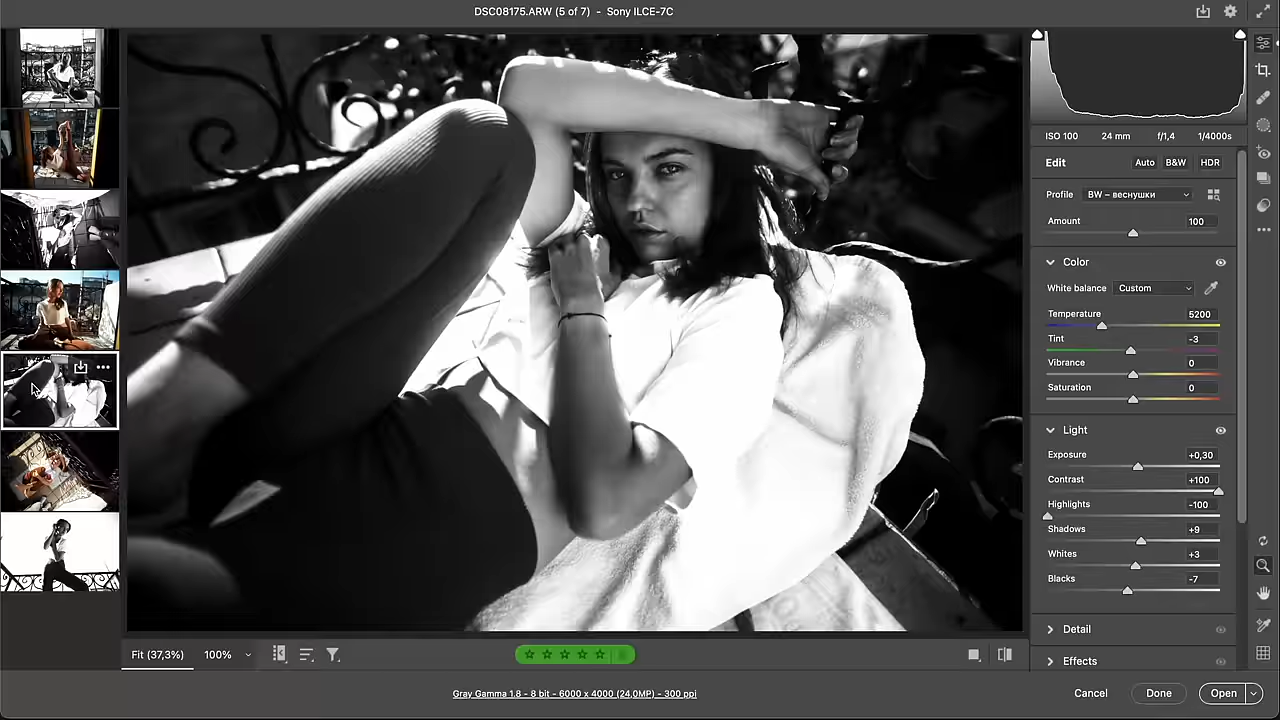 DSC08175.ARW (5 of 7)  -  Sony ILCE-7C
ISO 100 24 mm f/1,4 1/4000s
Edit Auto B&W HDR
Profile BW – веснушки
Amount 100
Color
White balance Custom
Temperature 5200
Tint -3
Vibrance 0
Saturation 0
Light
Exposure +0,30
Contrast +100
Highlights -100
Shadows +9
Whites +3
Blacks -7
Detail
Effects
Fit (37,3%) 100%
Gray Gamma 1.8 - 8 bit - 6000 x 4000 (24,0MP) - 300 ppi
Cancel Done Open